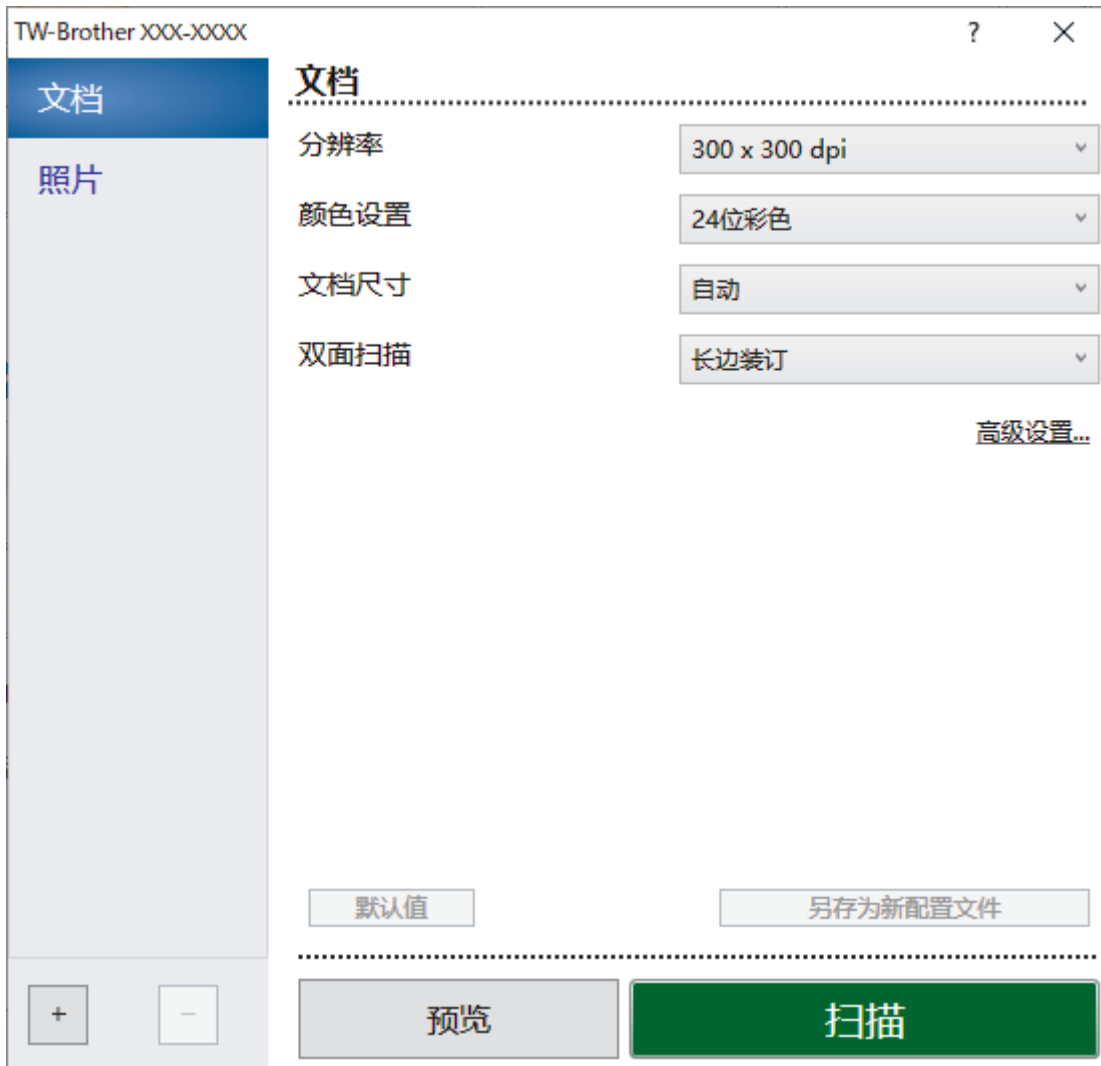 TW-Brother XXX-XXXX ? ×
文档
照片
文档
分辨率 300 x 300 dpi
颜色设置 24位彩色
文档尺寸 自动
双面扫描 长边装订
高级设置...
默认值 另存为新配置文件
+ −
预览 扫描